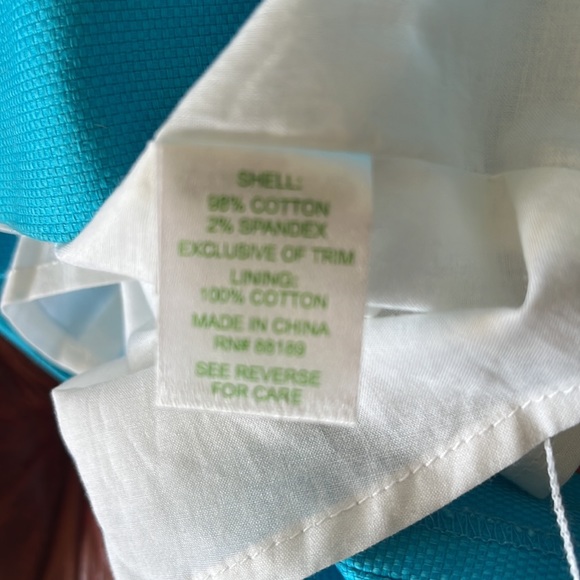 SHELL:
98% COTTON
2% SPANDEX
EXCLUSIVE OF TRIM
LINING:
100% COTTON
MADE IN CHINA
RN#
SEE REVERSE
FOR CARE